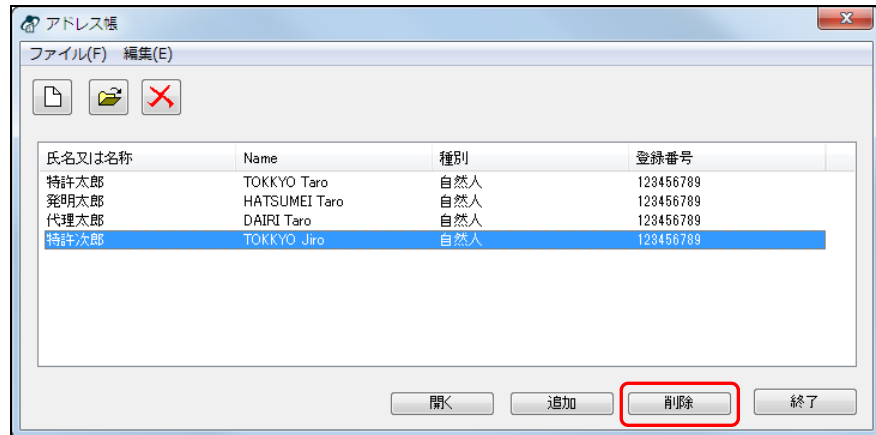 アドレス帳
ファイル(F) 編集(E)
氏名又は名称 Name 種別 登録番号
特許太郎 TOKKYO Taro 自然人 123456789
発明太郎 HATSUMEI Taro 自然人 123456789
代理太郎 DAIRI Taro 自然人 123456789
特許次郎 TOKKYO Jiro 自然人 123456789
開く 追加 削除 終了